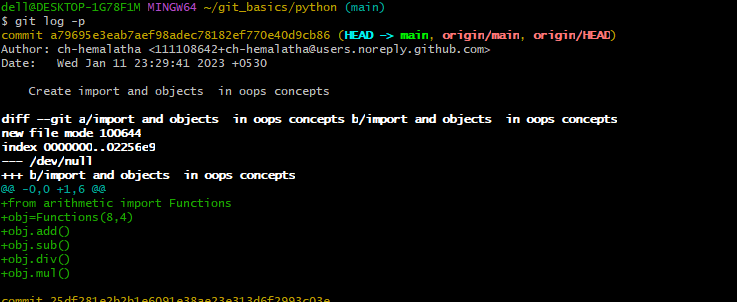 dell@DESKTOP-1G78F1M MINGW64 ~/git_basics/python (main)
$ git log -p
commit a79695e3eab7aef98adec78182ef770e40d9cb86 (HEAD -> main, origin/main, origin/HEAD)
Author: ch-hemalatha <111108642+ch-hemalatha@users.noreply.github.com>
Date:   Wed Jan 11 23:29:41 2023 +0530

    Create import and objects  in oops concepts

diff --git a/import and objects  in oops concepts b/import and objects  in oops concepts
new file mode 100644
index 0000000..02256e9
--- /dev/null
+++ b/import and objects  in oops concepts
@@ -0,0 +1,6 @@
+from arithmetic import Functions
+obj=Functions(8,4)
+obj.add()
+obj.sub()
+obj.div()
+obj.mul()

commit